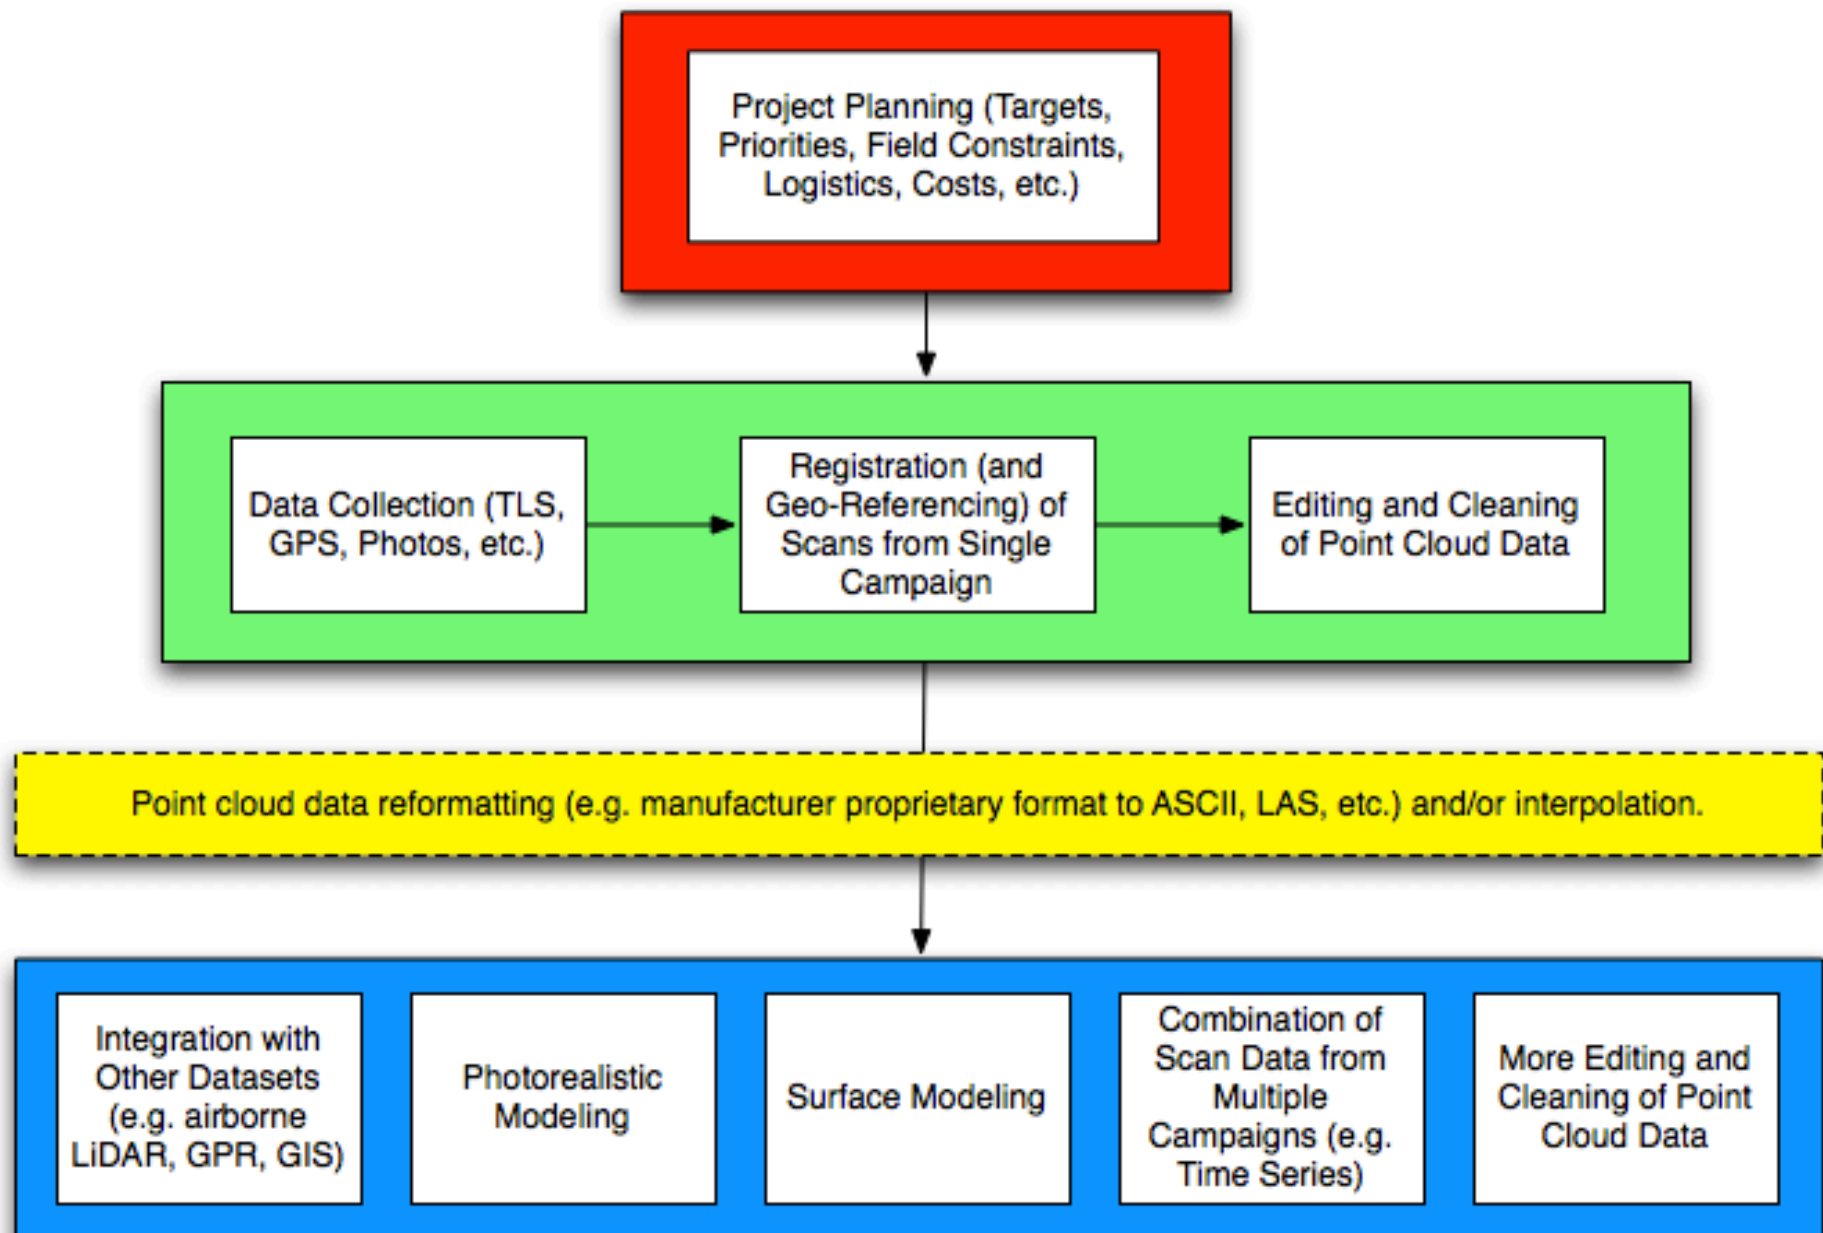 Project Planning (Targets,
Priorities, Field Constraints,
Logistics, Costs, etc.)
Data Collection (TLS,
GPS, Photos, etc.)
Registration (and
Geo-Referencing) of
Scans from Single
Campaign
Editing and Cleaning
of Point Cloud Data
Point cloud data reformatting (e.g. manufacturer proprietary format to ASCII, LAS, etc.) and/or interpolation.
Integration with
Other Datasets
(e.g. airborne
LiDAR, GPR, GIS)
Photorealistic
Modeling
Surface Modeling
Combination of
Scan Data from
Multiple
Campaigns (e.g.
Time Series)
More Editing and
Cleaning of Point
Cloud Data